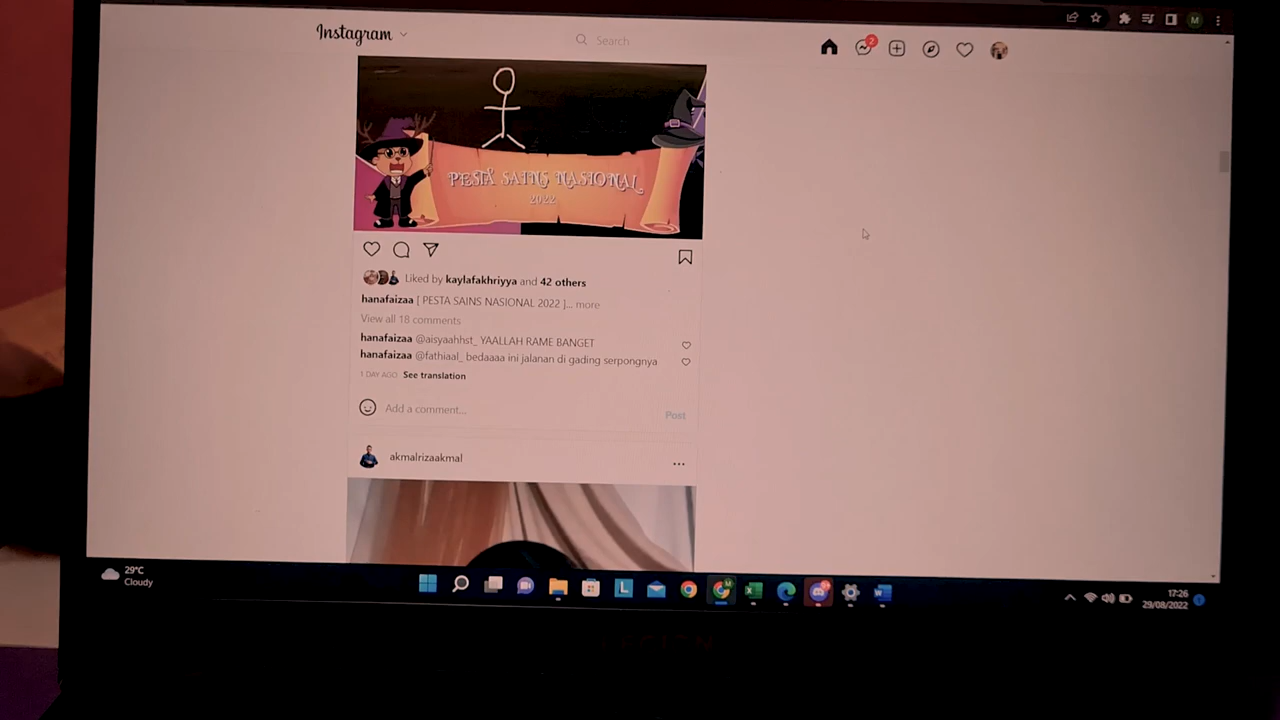 Instagram
Search
2
M
PESTA SAINS NASIONAL
2022
Liked by kaylafakhriyya and 42 others
hanafaizaa [ PESTA SAINS NASIONAL 2022 ]... more
View all 18 comments
hanafaizaa @aisyaahhst_ YAALLAH RAME BANGET
hanafaizaa @fathiaal_ bedaaaa ini jalanan di gading serpongnya
1 DAY AGO See translation
Add a comment...
Post
akmalrizaakmal
29°C
Cloudy
17:26
29/08/2022
LEGION